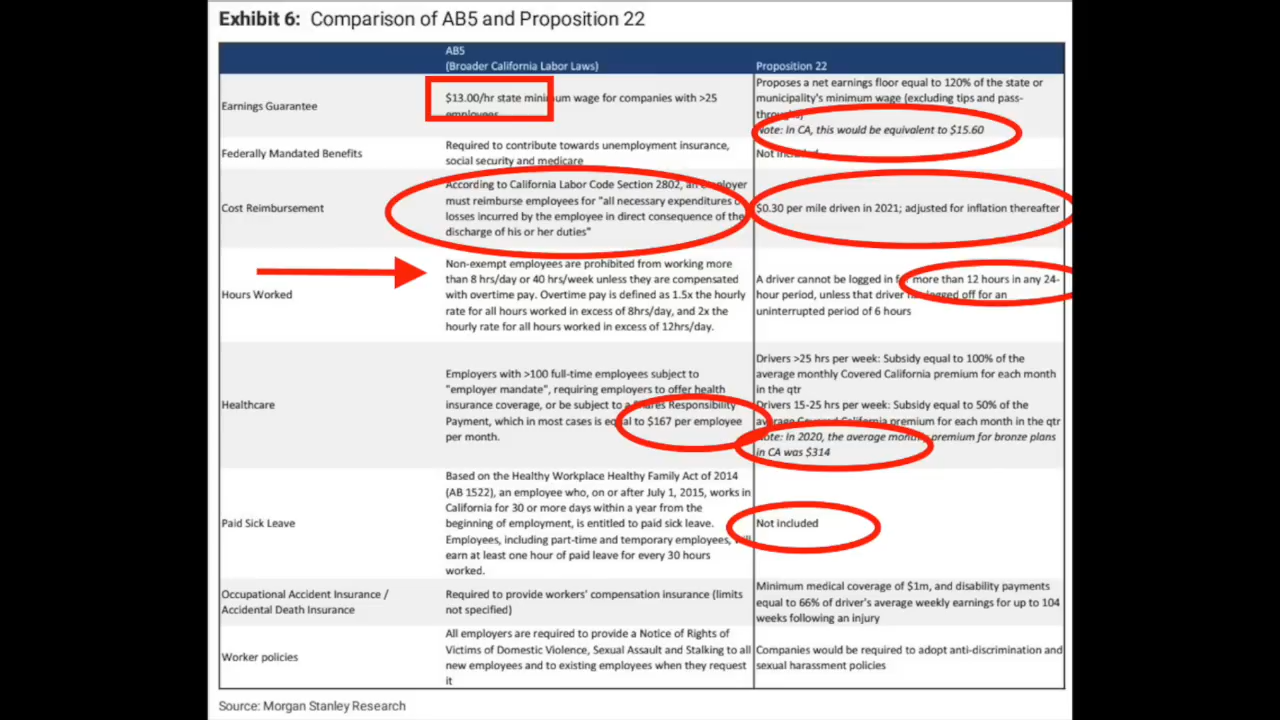 Exhibit 6: Comparison of AB5 and Proposition 22
AB5
(Broader California Labor Laws)
Proposition 22
Earnings Guarantee
$13.00/hr state minimum wage for companies with >25
employees
Proposes a net earnings floor equal to 120% of the state or
municipality's minimum wage (excluding tips and pass-
throughs)
Note: In CA, this would be equivalent to $15.60
Federally Mandated Benefits
Required to contribute towards unemployment insurance,
social security and medicare
Not included
Cost Reimbursement
According to California Labor Code Section 2802, an employer
must reimburse employees for "all necessary expenditures or
losses incurred by the employee in direct consequence of the
discharge of his or her duties"
$0.30 per mile driven in 2021; adjusted for inflation thereafter
Hours Worked
Non-exempt employees are prohibited from working more
than 8 hrs/day or 40 hrs/week unless they are compensated
with overtime pay. Overtime pay is defined as 1.5x the hourly
rate for all hours worked in excess of 8hrs/day, and 2x the
hourly rate for all hours worked in excess of 12hrs/day.
A driver cannot be logged in for more than 12 hours in any 24-
hour period, unless that driver has logged off for an
uninterrupted period of 6 hours
Healthcare
Employers with >100 full-time employees subject to
"employer mandate", requiring employers to offer health
insurance coverage, or be subject to a Shares Responsibility
Payment, which in most cases is equal to $167 per employee
per month.
Drivers >25 hrs per week: Subsidy equal to 100% of the
average monthly Covered California premium for each month
in the qtr
Drivers 15-25 hrs per week: Subsidy equal to 50% of the
average Covered California premium for each month in the qtr
Note: In 2020, the average monthly premium for bronze plans
in CA was $314
Paid Sick Leave
Based on the Healthy Workplace Healthy Family Act of 2014
(AB 1522), an employee who, on or after July 1, 2015, works in
California for 30 or more days within a year from the
beginning of employment, is entitled to paid sick leave.
Employees, including part-time and temporary employees, will
earn at least one hour of paid leave for every 30 hours
worked.
Not included
Occupational Accident Insurance /
Accidental Death Insurance
Required to provide workers' compensation insurance (limits
not specified)
Minimum medical coverage of $1m, and disability payments
equal to 66% of driver's average weekly earnings for up to 104
weeks following an injury
Worker policies
All employers are required to provide a Notice of Rights of
Victims of Domestic Violence, Sexual Assault and Stalking to all
new employees and to existing employees when they request
it
Companies would be required to adopt anti-discrimination and
sexual harassment policies
Source: Morgan Stanley Research